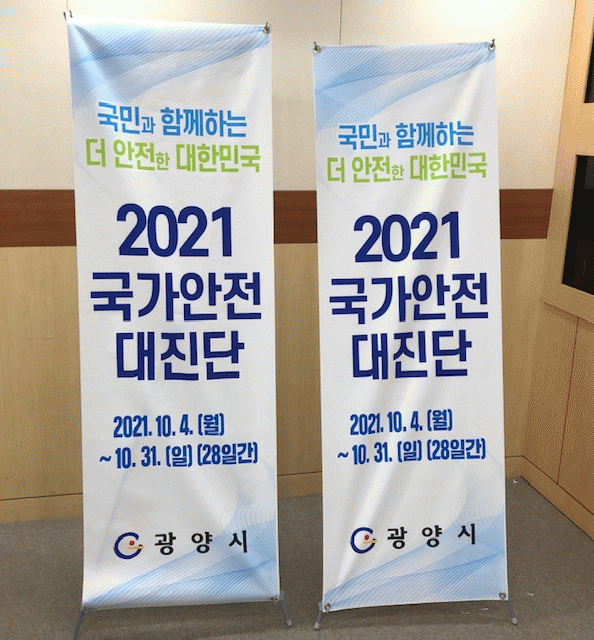 국민과 함께하는
더 안전한 대한민국
2021
국가안전
대진단
2021. 10. 4. (월)
~ 10. 31. (일) (28일간)
광양시
국민과 함께하는
더 안전한 대한민국
2021
국가안전
대진단
2021. 10. 4. (월)
~ 10. 31. (일) (28일간)
광양시